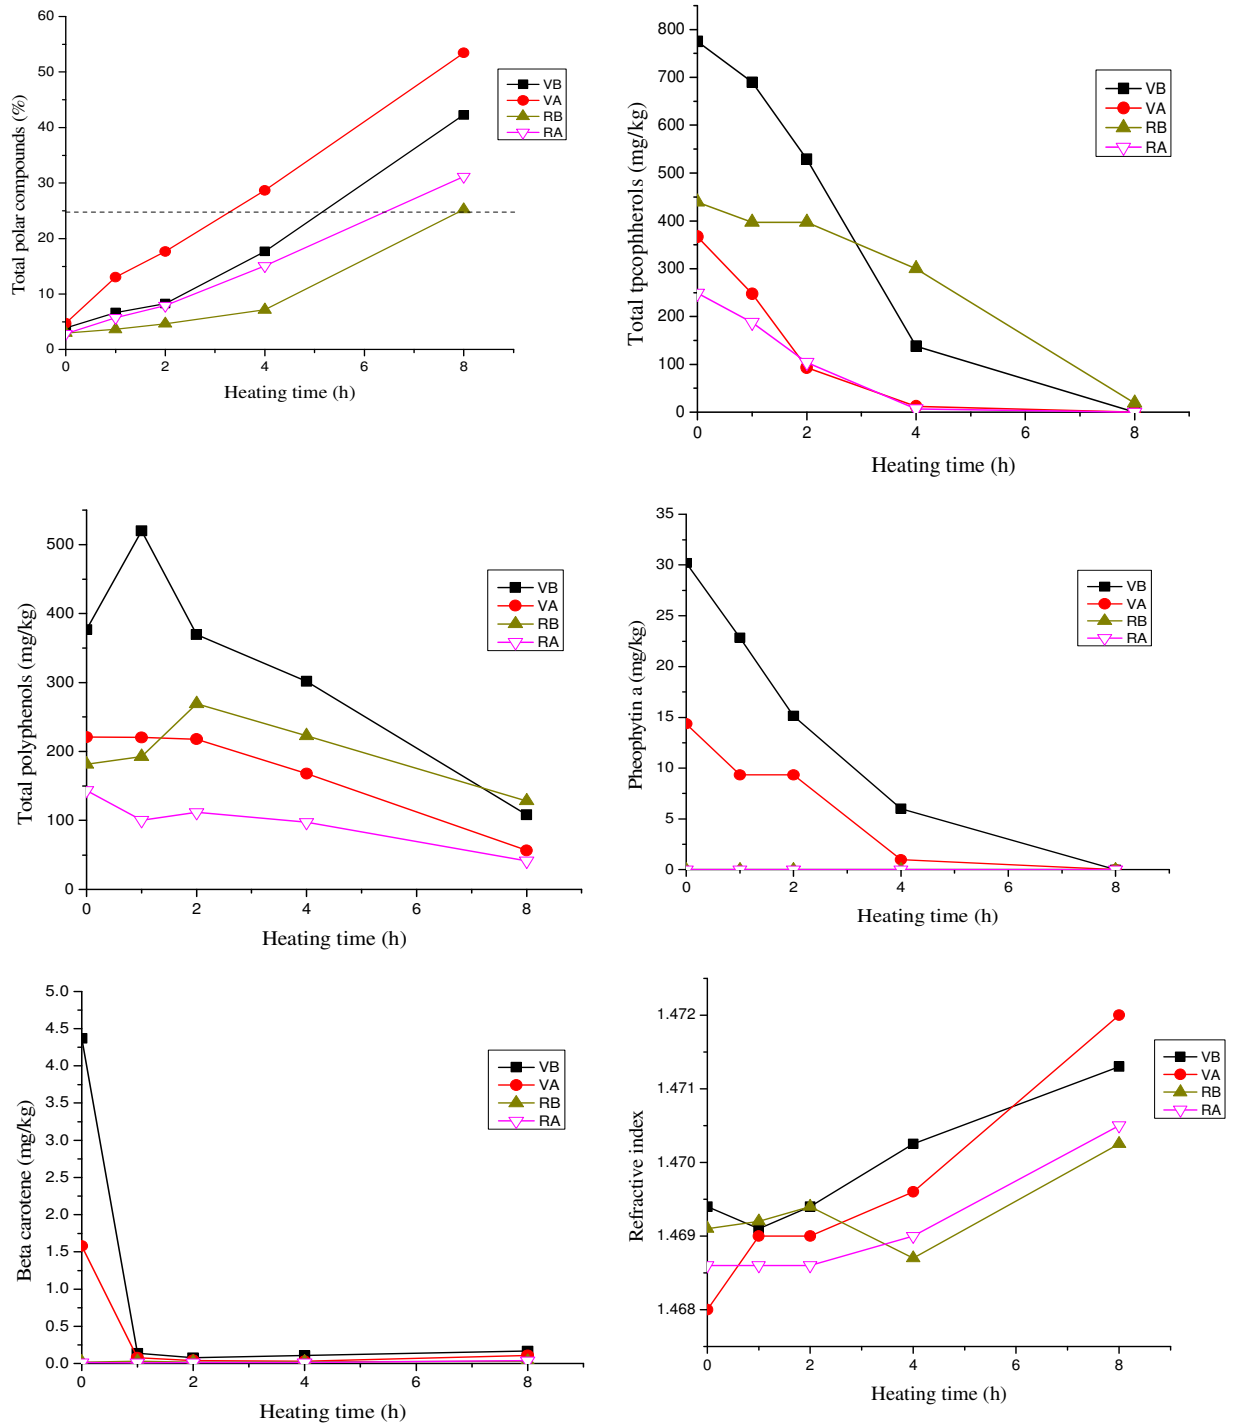 60
50
40
30
20
10
0
0 2 4 6 8
Total polar compounds (%)
Heating time (h)
VB
VA
RB
RA
800
700
600
500
400
300
200
100
0
0 2 4 6 8
Total tpcophherols (mg/kg)
Heating time (h)
VB
VA
RB
RA
500
400
300
200
100
0
0 2 4 6 8
Total polyphenols (mg/kg)
Heating time (h)
VB
VA
RB
RA
35
30
25
20
15
10
5
0
0 2 4 6 8
Pheophytin a (mg/kg)
Heating time (h)
VB
VA
RB
RA
5.0
4.5
4.0
3.5
3.0
2.5
2.0
1.5
1.0
0.5
0.0
0 2 4 6 8
Beta carotene (mg/kg)
Heating time (h)
VB
VA
RB
RA
1.472
1.471
1.470
1.469
1.468
0 2 4 6 8
Refractive index
Heating time (h)
VB
VA
RB
RA